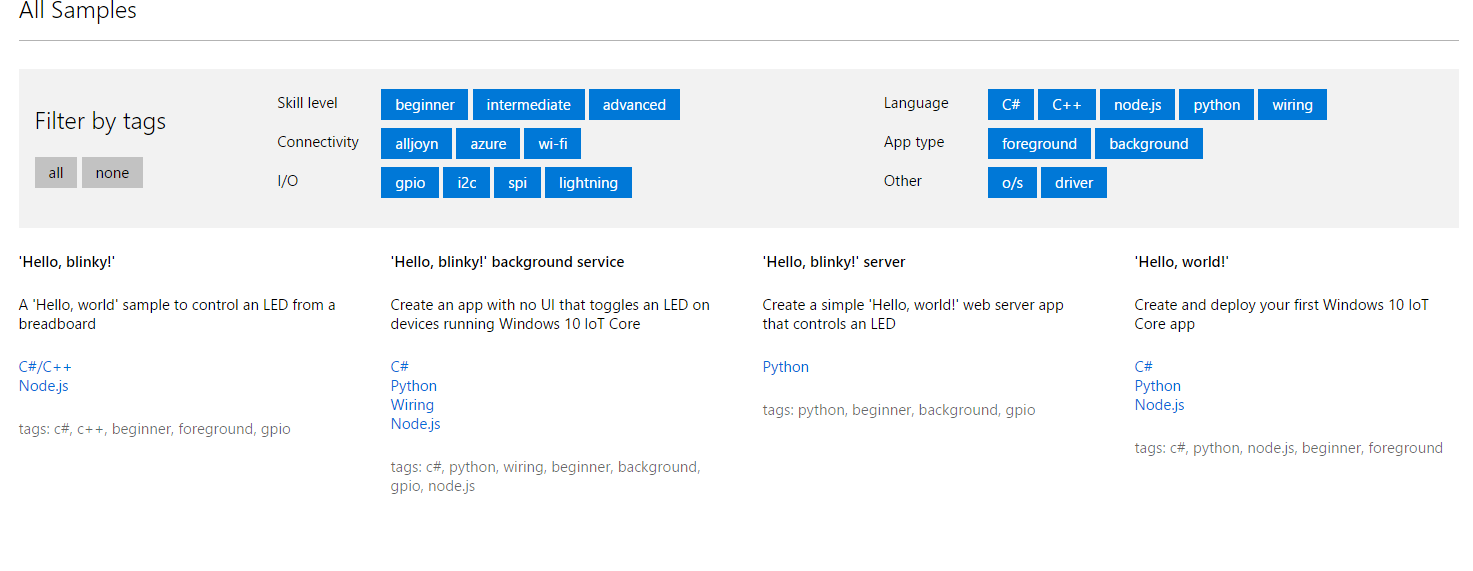 All Samples
Filter by tags
all none
Skill level beginner intermediate advanced
Connectivity alljoyn azure wi-fi
I/O gpio i2c spi lightning
Language C# C++ node.js python wiring
App type foreground background
Other o/s driver
'Hello, blinky!'
A 'Hello, world' sample to control an LED from a
breadboard
C#/C++
Node.js
tags: c#, c++, beginner, foreground, gpio
'Hello, blinky!' background service
Create an app with no UI that toggles an LED on
devices running Windows 10 IoT Core
C#
Python
Wiring
Node.js
tags: c#, python, wiring, beginner, background,
gpio, node.js
'Hello, blinky!' server
Create a simple 'Hello, world!' web server app
that controls an LED
Python
tags: python, beginner, background, gpio
'Hello, world!'
Create and deploy your first Windows 10 IoT
Core app
C#
Python
Node.js
tags: c#, python, node.js, beginner, foreground